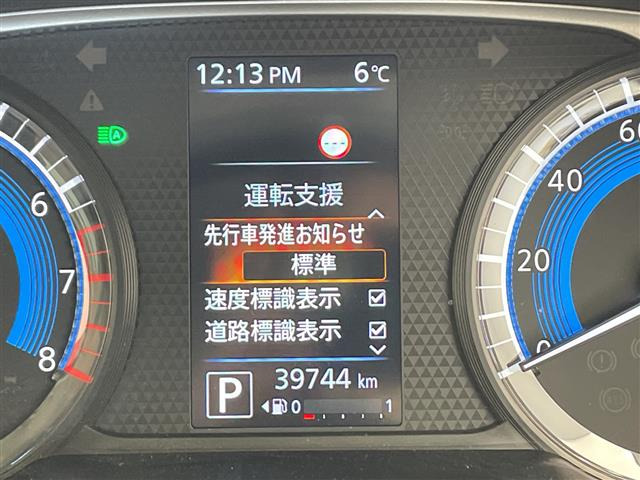 12:13 PM 6℃
運転支援
先行車発進お知らせ
標準
速度標識表示
道路標識表示
P 39744 km
0 1
6
7
8
60
40
20
0
A